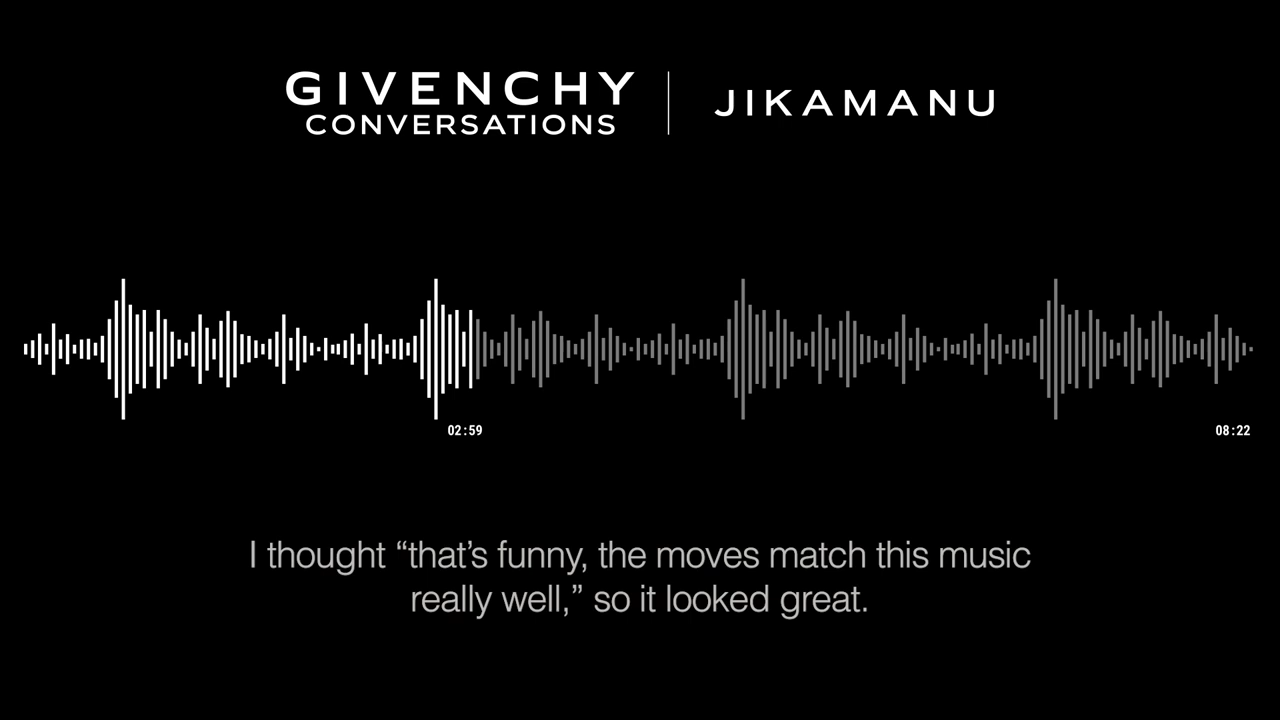 GIVENCHY
CONVERSATIONS
JIKAMANU
02:59
08:22
I thought “that’s funny, the moves match this music
really well,” so it looked great.